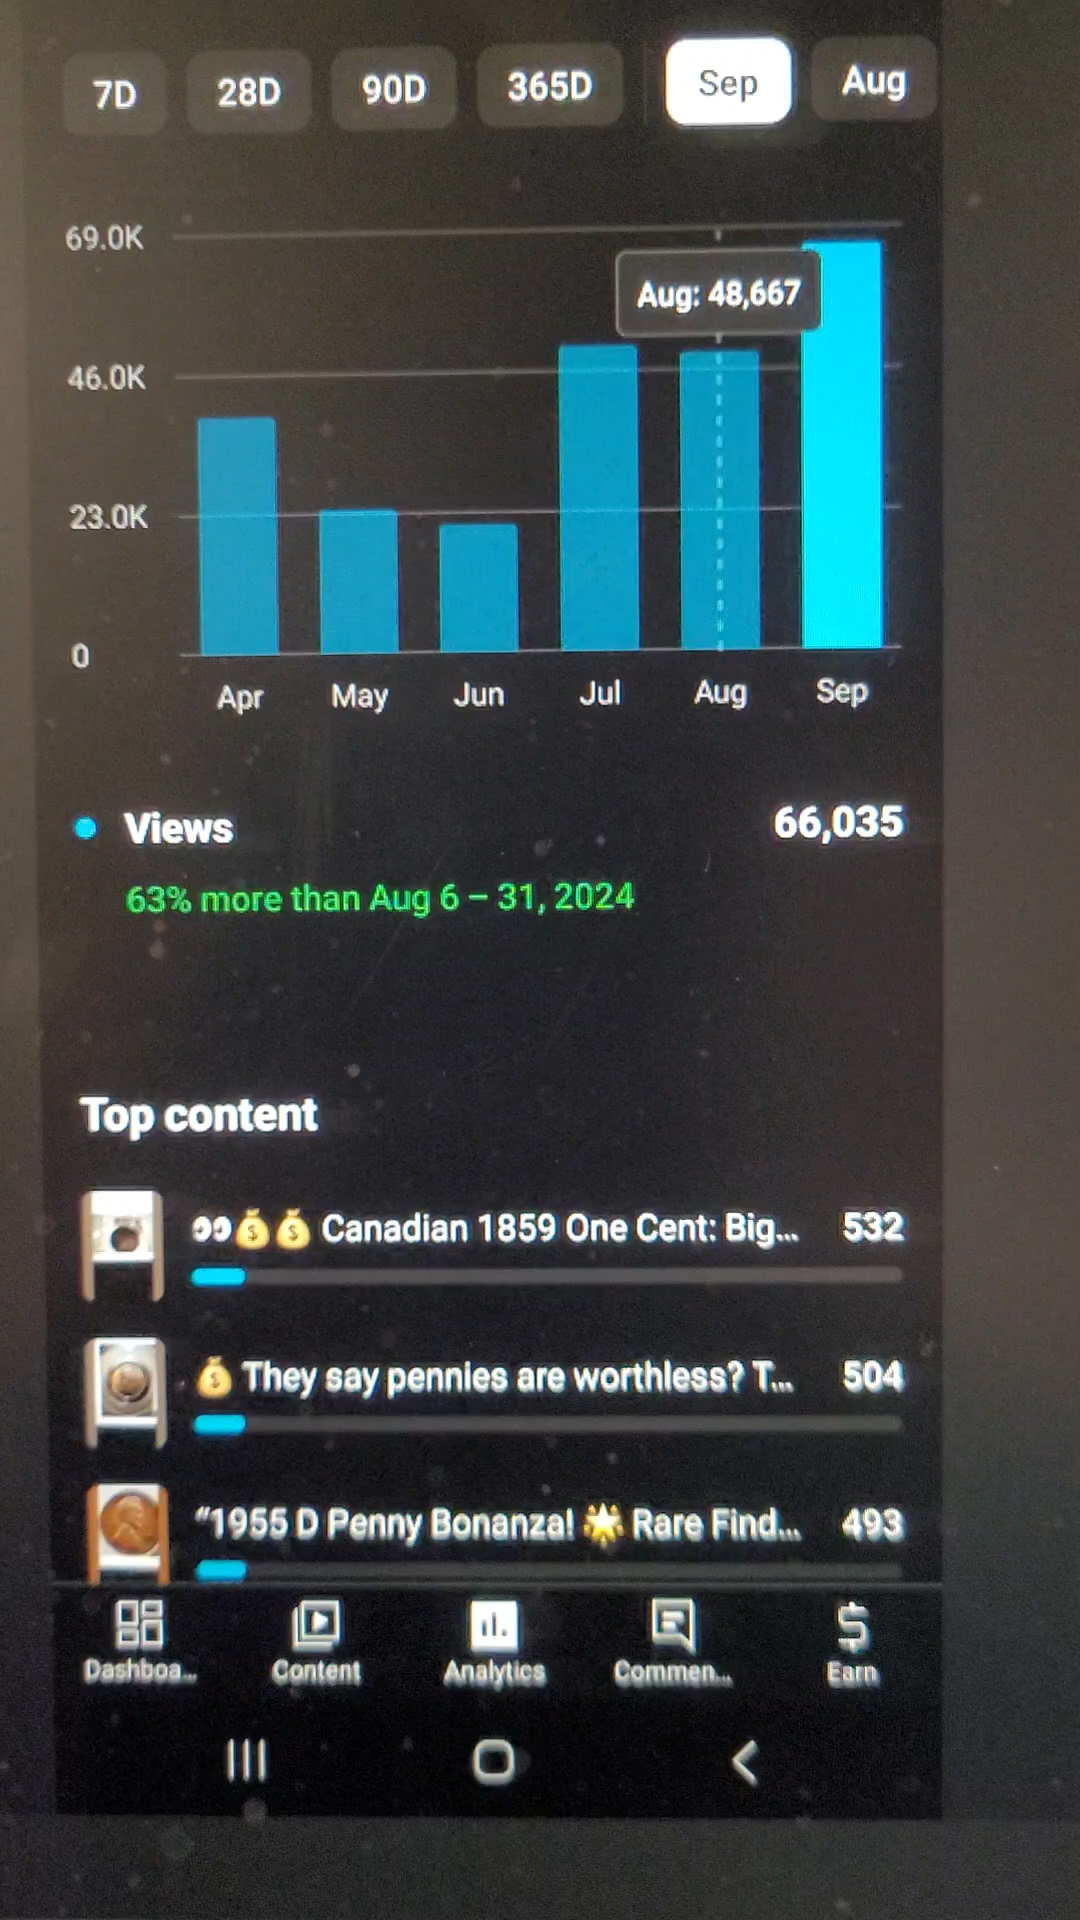 7D 28D 90D 365D Sep Aug
69.0K
Aug: 48,667
46.0K
23.0K
0
Apr May Jun Jul Aug Sep
Views 66,035
63% more than Aug 6 – 31, 2024
Top content
👀💰💰 Canadian 1859 One Cent: Big... 532
💰 They say pennies are worthless? T... 504
“1955 D Penny Bonanza! 🌟 Rare Find... 493
Dashboa... Content Analytics Commen... Earn